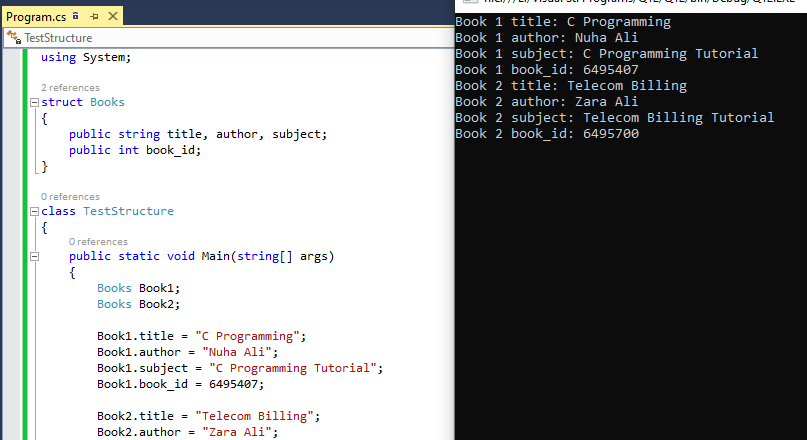 Program.cs
TestStructure
using System;
2 references
struct Books
{
public string title, author, subject;
public int book_id;
}
0 references
class TestStructure
{
0 references
public static void Main(string[] args)
{
Books Book1;
Books Book2;
Book1.title = "C Programming";
Book1.author = "Nuha Ali";
Book1.subject = "C Programming Tutorial";
Book1.book_id = 6495407;
Book2.title = "Telecom Billing";
Book2.author = "Zara Ali";
Book 1 title: C Programming
Book 1 author: Nuha Ali
Book 1 subject: C Programming Tutorial
Book 1 book_id: 6495407
Book 2 title: Telecom Billing
Book 2 author: Zara Ali
Book 2 subject: Telecom Billing Tutorial
Book 2 book_id: 6495700